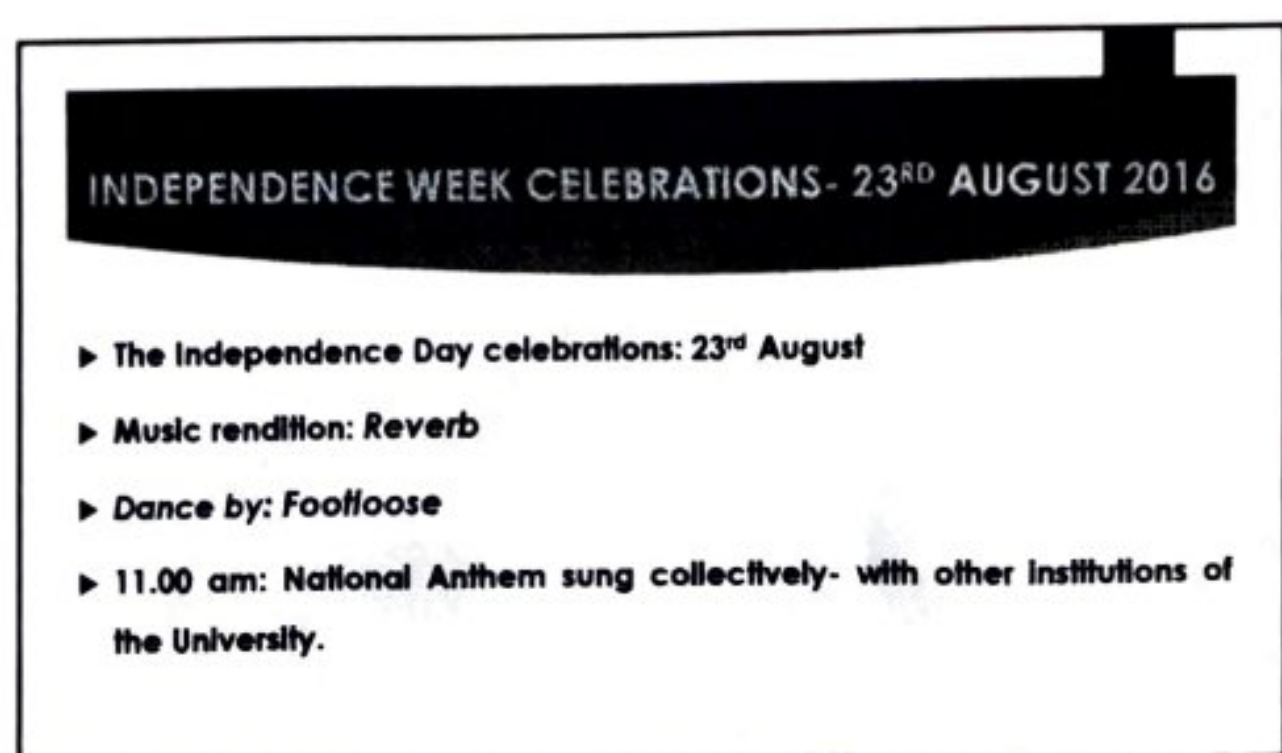 INDEPENDENCE WEEK CELEBRATIONS- 23RD AUGUST 2016
▶ The Independence Day celebrations: 23rd August
▶ Music rendition: Reverb
▶ Dance by: Footloose
▶ 11.00 am: National Anthem sung collectively- with other institutions of
the University.